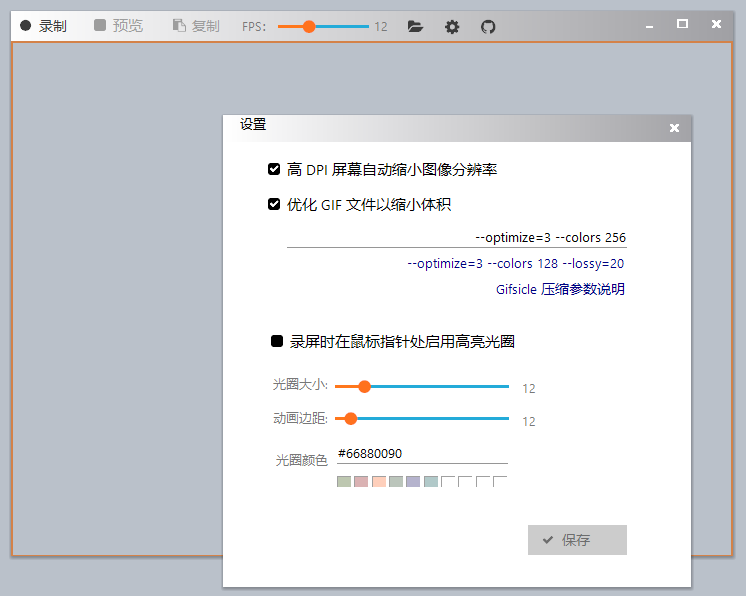 录制 预览 复制 FPS: 12
设置
高 DPI 屏幕自动缩小图像分辨率
优化 GIF 文件以缩小体积
--optimize=3 --colors 256
--optimize=3 --colors 128 --lossy=20
Gifsicle 压缩参数说明
录屏时在鼠标指针处启用高亮光圈
光圈大小: 12
动画边距: 12
光圈颜色 #66880090
保存